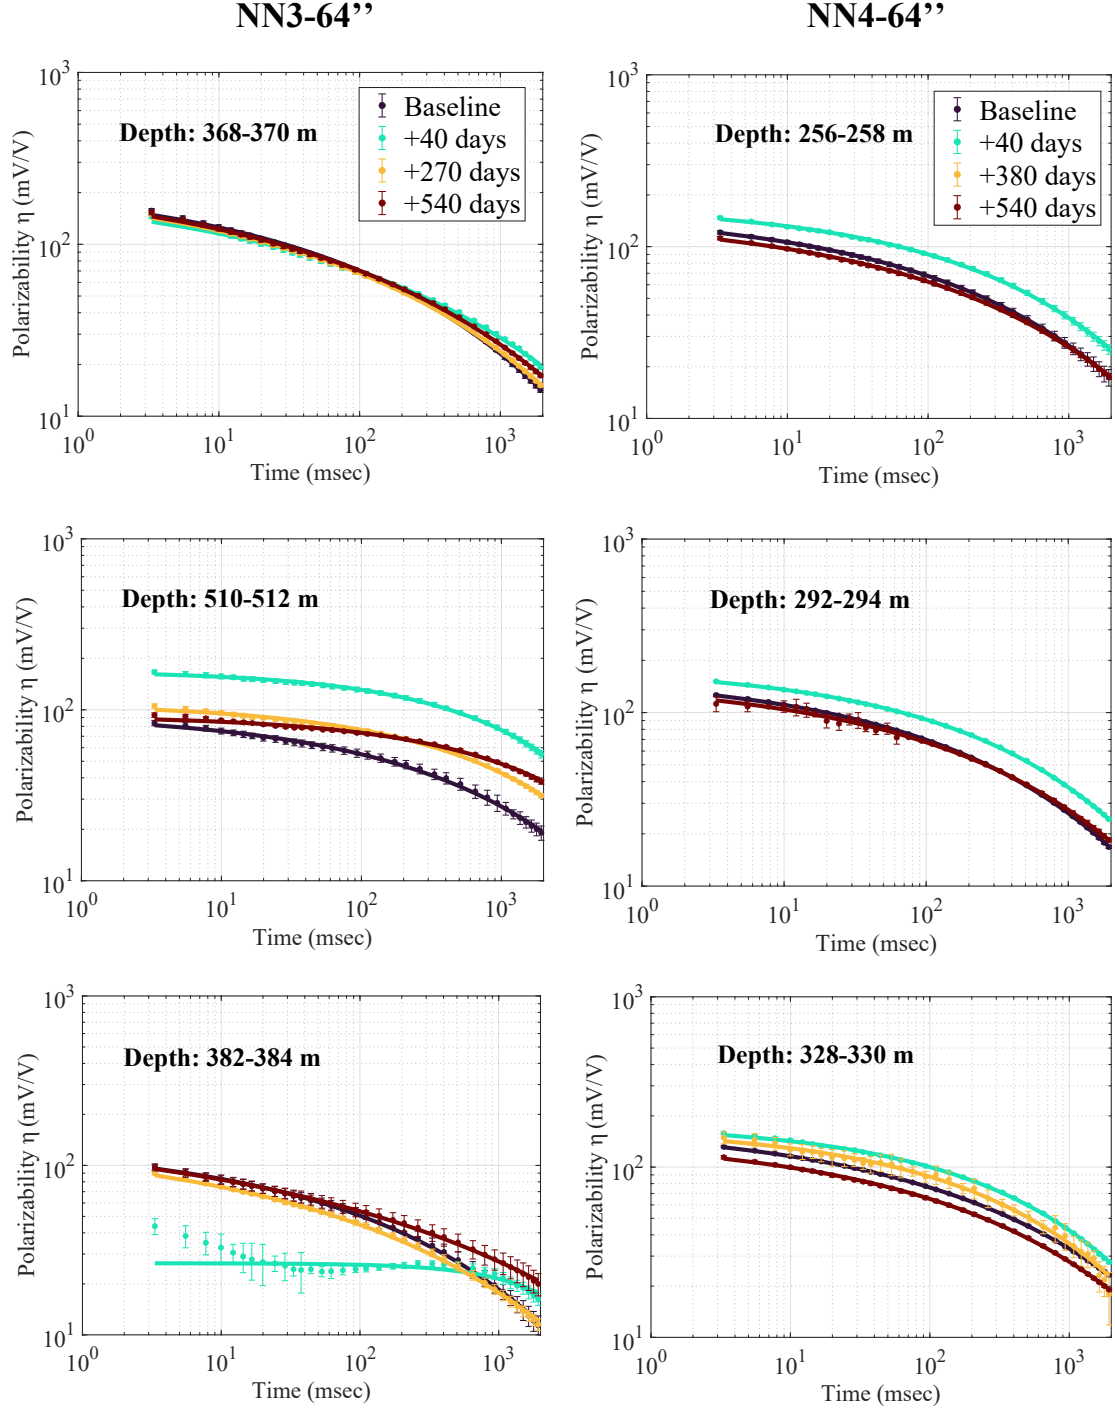 NN3-64’’
NN4-64’’
10³
10²
10¹
10⁰
10¹
10²
10³
Polarizability η (mV/V)
Time (msec)
Depth: 368-370 m
Baseline
+40 days
+270 days
+540 days
10³
10²
10¹
10⁰
10¹
10²
10³
Polarizability η (mV/V)
Time (msec)
Depth: 256-258 m
Baseline
+40 days
+380 days
+540 days
10³
10²
10¹
10⁰
10¹
10²
10³
Polarizability η (mV/V)
Time (msec)
Depth: 510-512 m
10³
10²
10¹
10⁰
10¹
10²
10³
Polarizability η (mV/V)
Time (msec)
Depth: 292-294 m
10³
10²
10¹
10⁰
10¹
10²
10³
Polarizability η (mV/V)
Time (msec)
Depth: 382-384 m
10³
10²
10¹
10⁰
10¹
10²
10³
Polarizability η (mV/V)
Time (msec)
Depth: 328-330 m